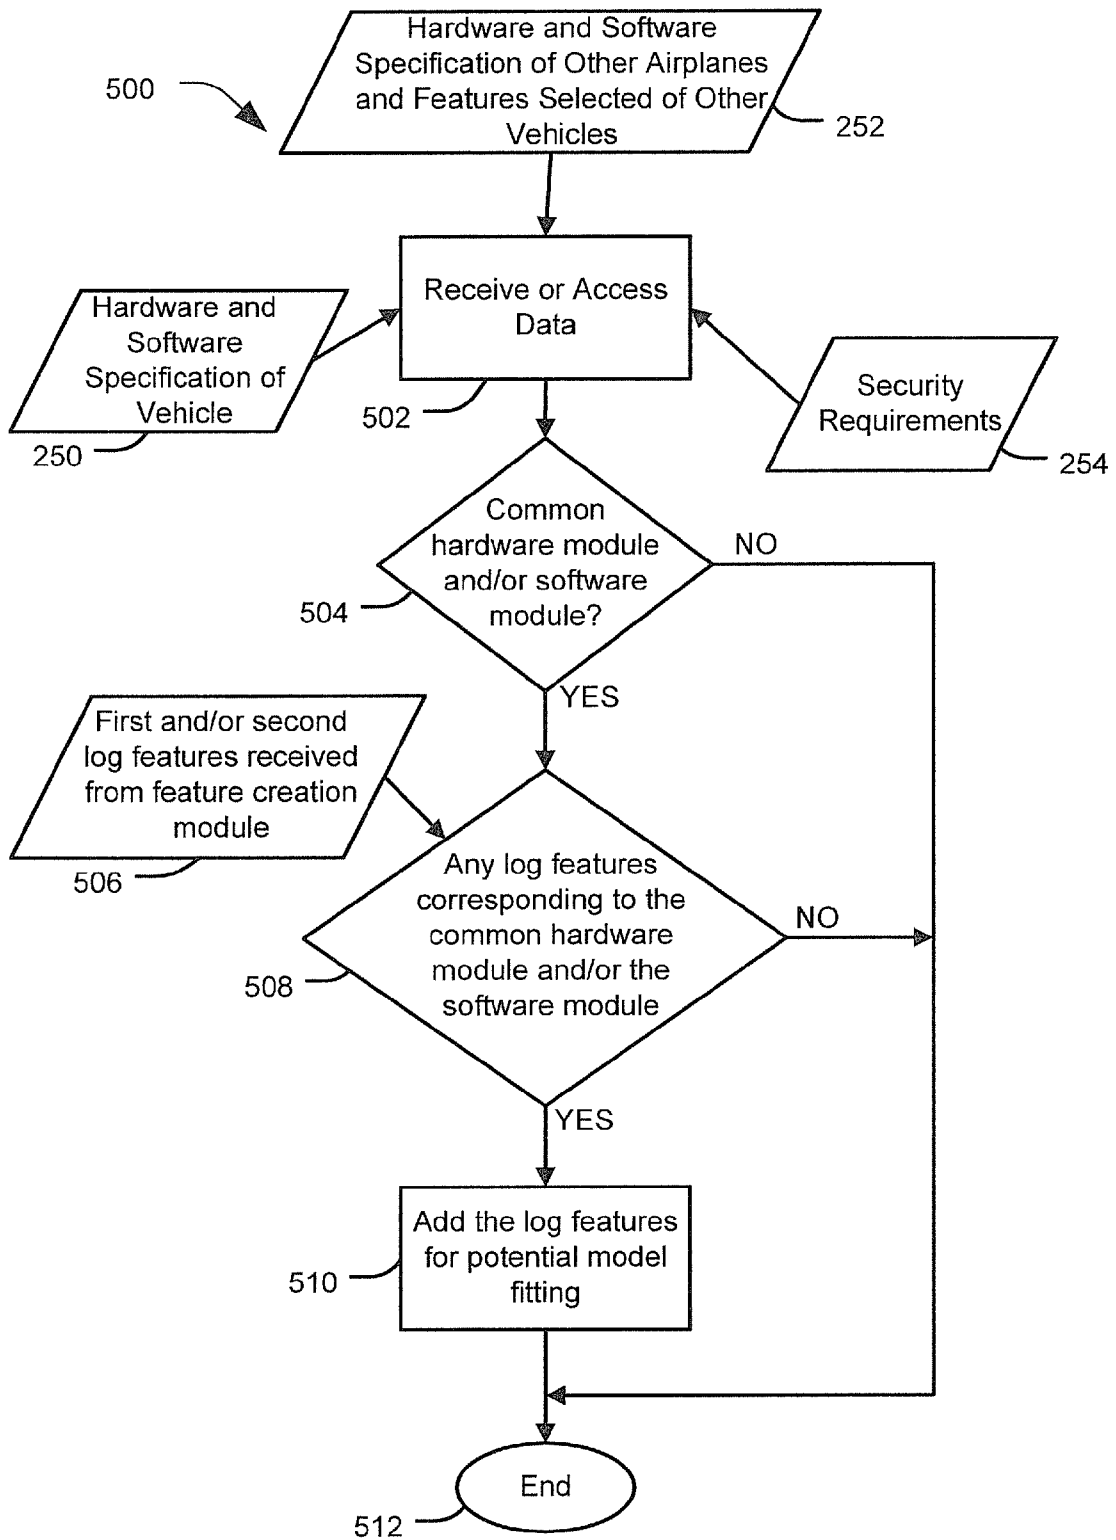 Hardware and Software
Specification of Other Airplanes
and Features Selected of Other
Vehicles
500
252
Receive or Access
Data
Hardware and
Software
Specification of
Vehicle
Security
Requirements
502
250
254
Common
hardware module
and/or software
module?
NO
504
YES
First and/or second
log features received
from feature creation
module
506
Any log features
corresponding to the
common hardware
module and/or the
software module
NO
508
YES
Add the log features
for potential model
fitting
510
End
512